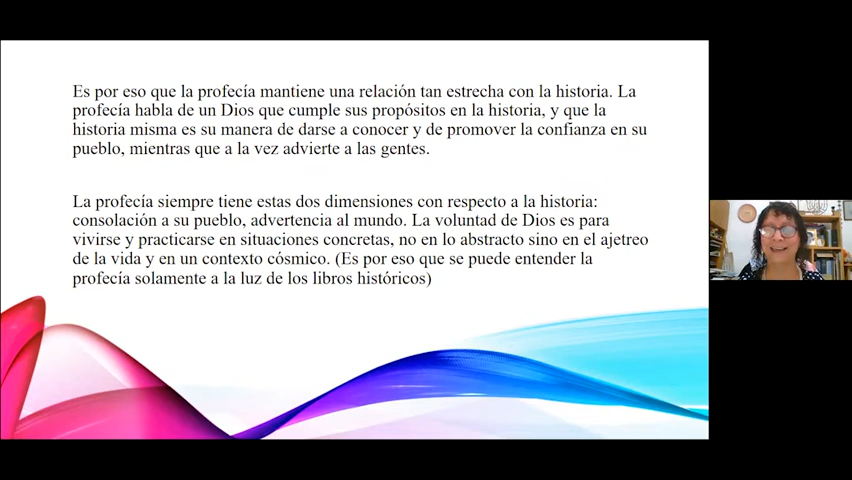 Es por eso que la profecía mantiene una relación tan estrecha con la historia. La
profecía habla de un Dios que cumple sus propósitos en la historia, y que la
historia misma es su manera de darse a conocer y de promover la confianza en su
pueblo, mientras que a la vez advierte a las gentes.
La profecía siempre tiene estas dos dimensiones con respecto a la historia:
consolación a su pueblo, advertencia al mundo. La voluntad de Dios es para
vivirse y practicarse en situaciones concretas, no en lo abstracto sino en el ajetreo
de la vida y en un contexto cósmico. (Es por eso que se puede entender la
profecía solamente a la luz de los libros históricos)